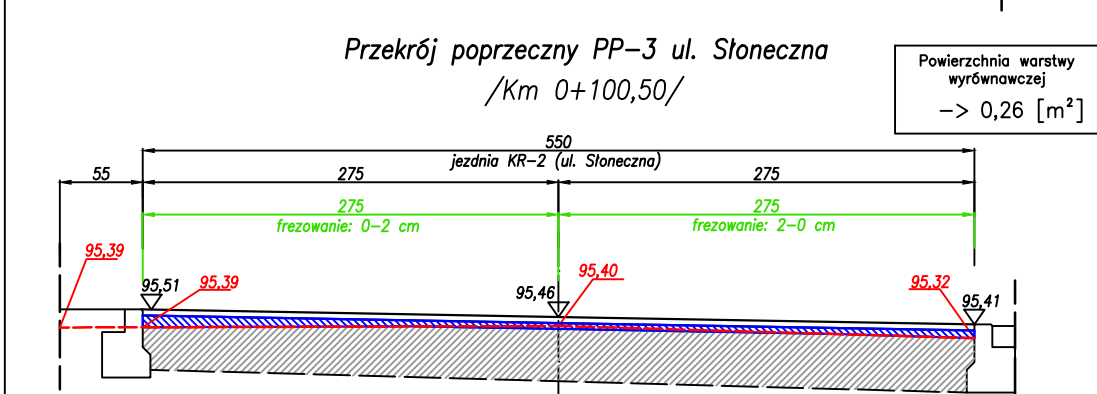 Przekrój poprzeczny PP-3 ul. Słoneczna
/Km 0+100,50/
Powierzchnia warstwy
wyrównawczej
-> 0,26 [m²]
550
jezdnia KR-2 (ul. Słoneczna)
55
275
275
275
275
frezowanie: 0-2 cm
frezowanie: 2-0 cm
95,39
95,51
95,39
95,46
95,40
95,32
95,41